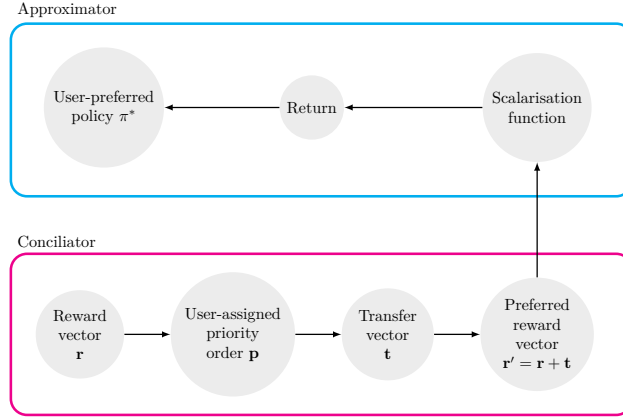 Approximator
User-preferred
policy π*
Return
Scalarisation
function
Conciliator
Reward
vector
r
User-assigned
priority
order p
Transfer
vector
t
Preferred
reward
vector
r′ = r + t